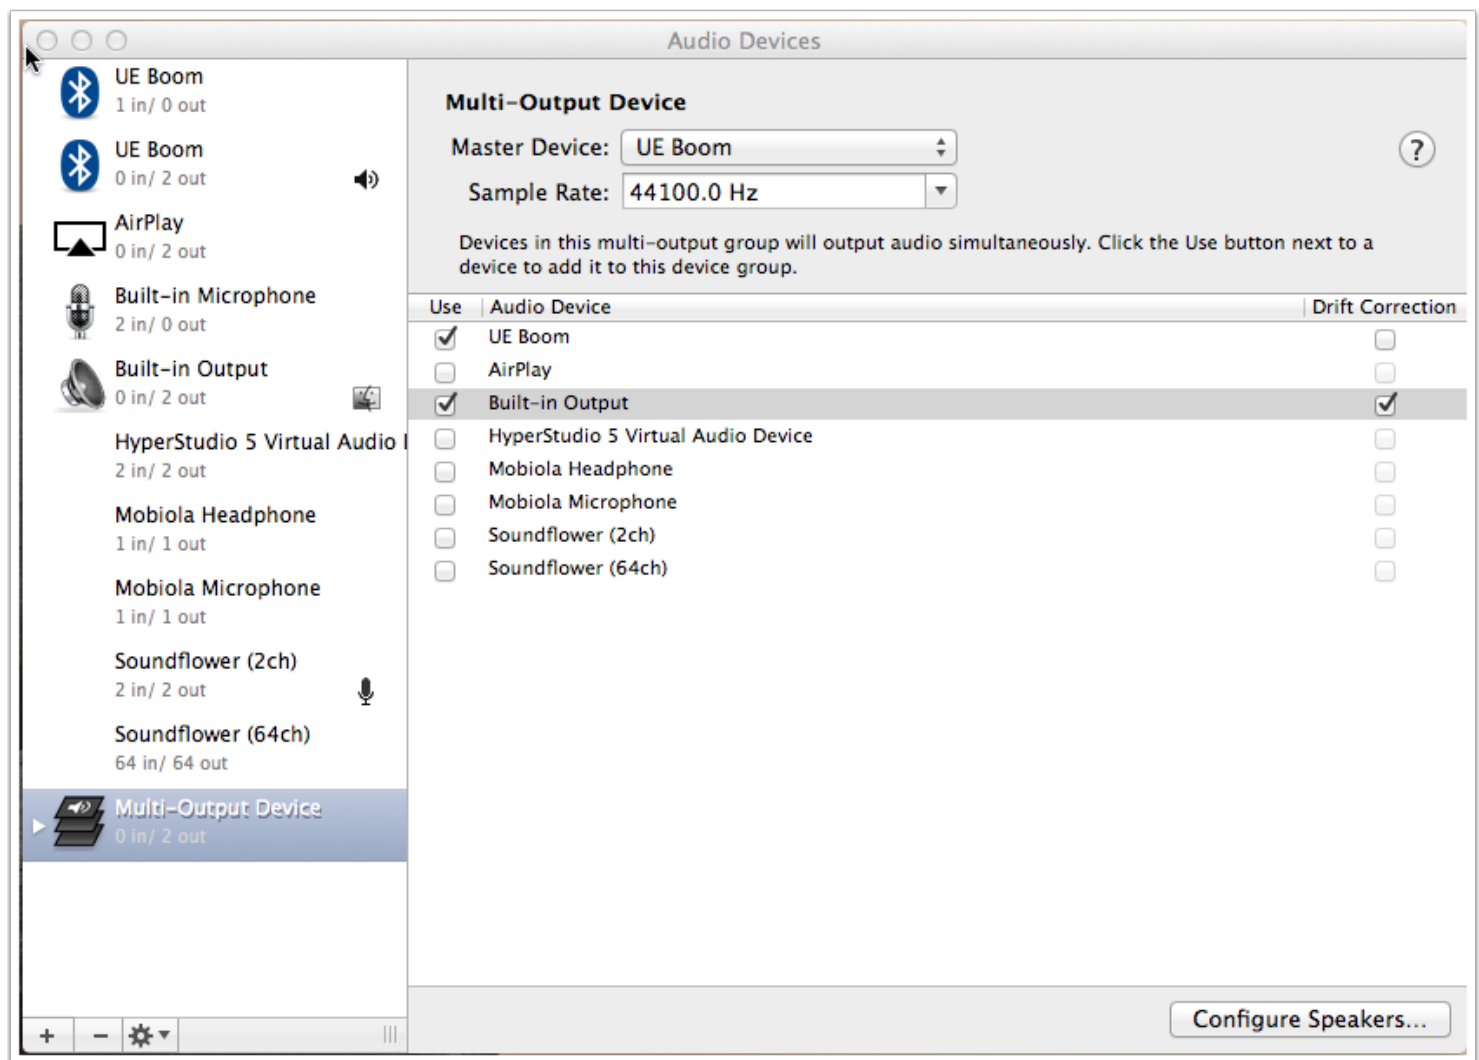 Audio Devices
UE Boom
1 in/ 0 out
UE Boom
0 in/ 2 out
AirPlay
0 in/ 2 out
Built-in Microphone
2 in/ 0 out
Built-in Output
0 in/ 2 out
HyperStudio 5 Virtual Audio
2 in/ 2 out
Mobiola Headphone
1 in/ 1 out
Mobiola Microphone
1 in/ 1 out
Soundflower (2ch)
2 in/ 2 out
Soundflower (64ch)
64 in/ 64 out
Multi-Output Device
0 in/ 2 out
Multi-Output Device
Master Device: UE Boom
?
Sample Rate: 44100.0 Hz
Devices in this multi-output group will output audio simultaneously. Click the Use button next to a
device to add it to this device group.
Use Audio Device Drift Correction
UE Boom
AirPlay
Built-in Output
HyperStudio 5 Virtual Audio Device
Mobiola Headphone
Mobiola Microphone
Soundflower (2ch)
Soundflower (64ch)
Configure Speakers...